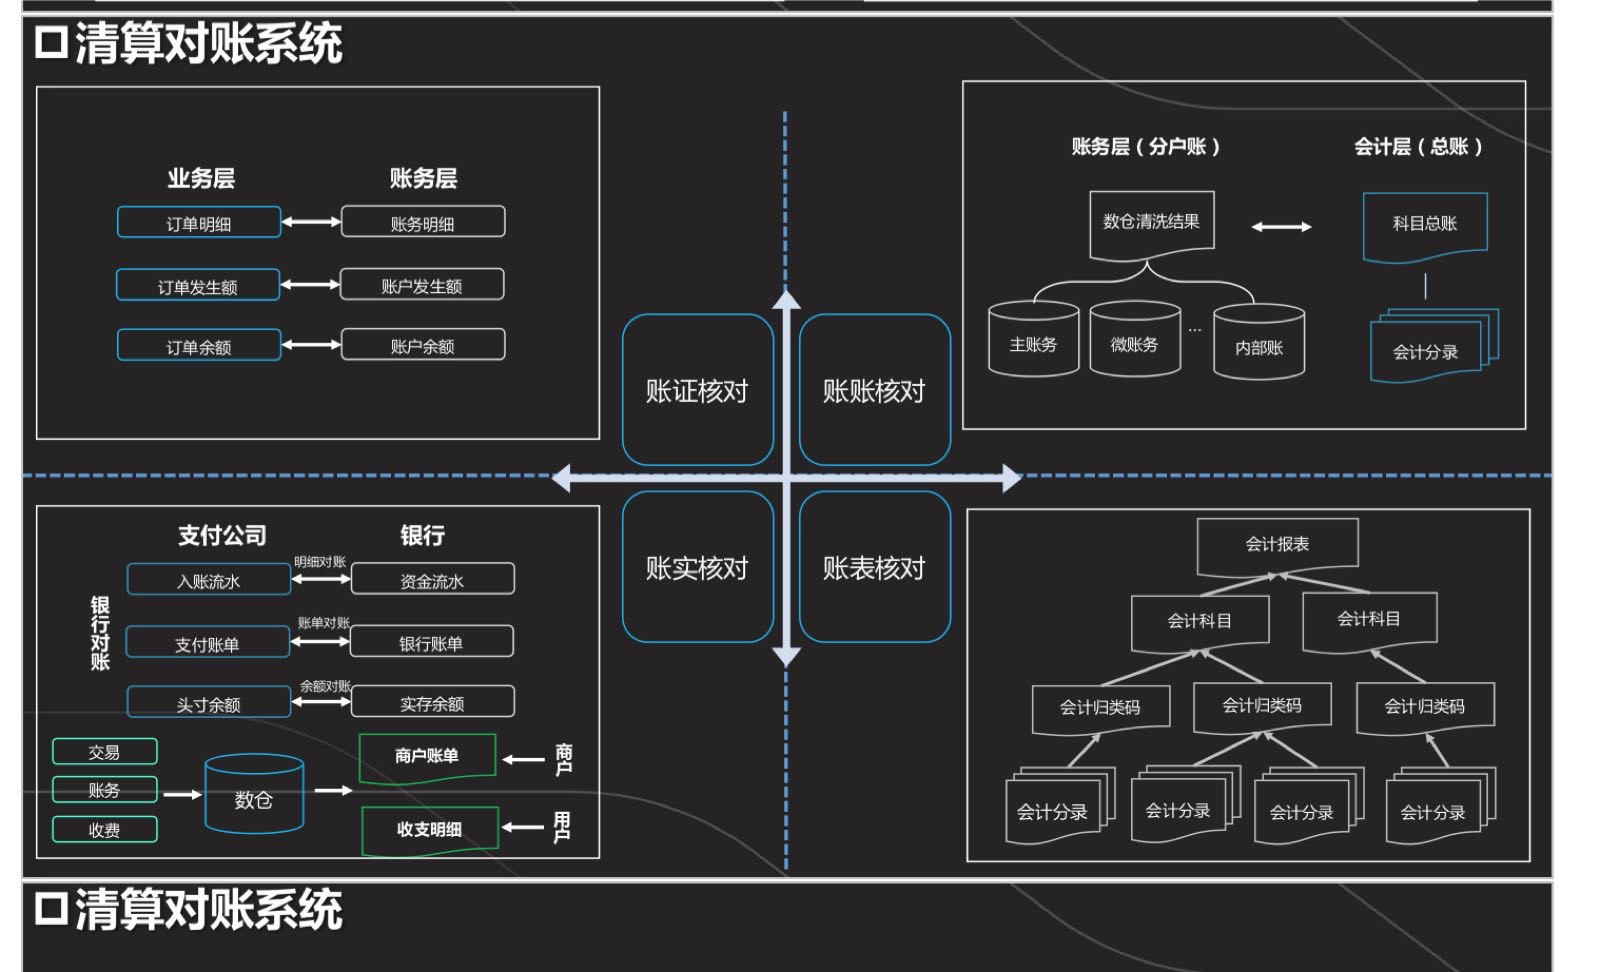 清算对账系统
业务层
账务层
订单明细
账务明细
订单发生额
账户发生额
订单余额
账户余额
账务层（分户账）
会计层（总账）
数仓清洗结果
科目总账
主账务
微账务
...
内部账
会计分录
账证核对
账账核对
账实核对
账表核对
支付公司
银行
银行对账
入账流水
明细对账
资金流水
支付账单
账单对账
银行账单
头寸余额
余额对账
实存余额
交易
账务
收费
数仓
商户账单
商户
收支明细
用户
会计报表
会计科目
会计科目
会计归类码
会计归类码
会计归类码
会计分录
会计分录
会计分录
会计分录
清算对账系统